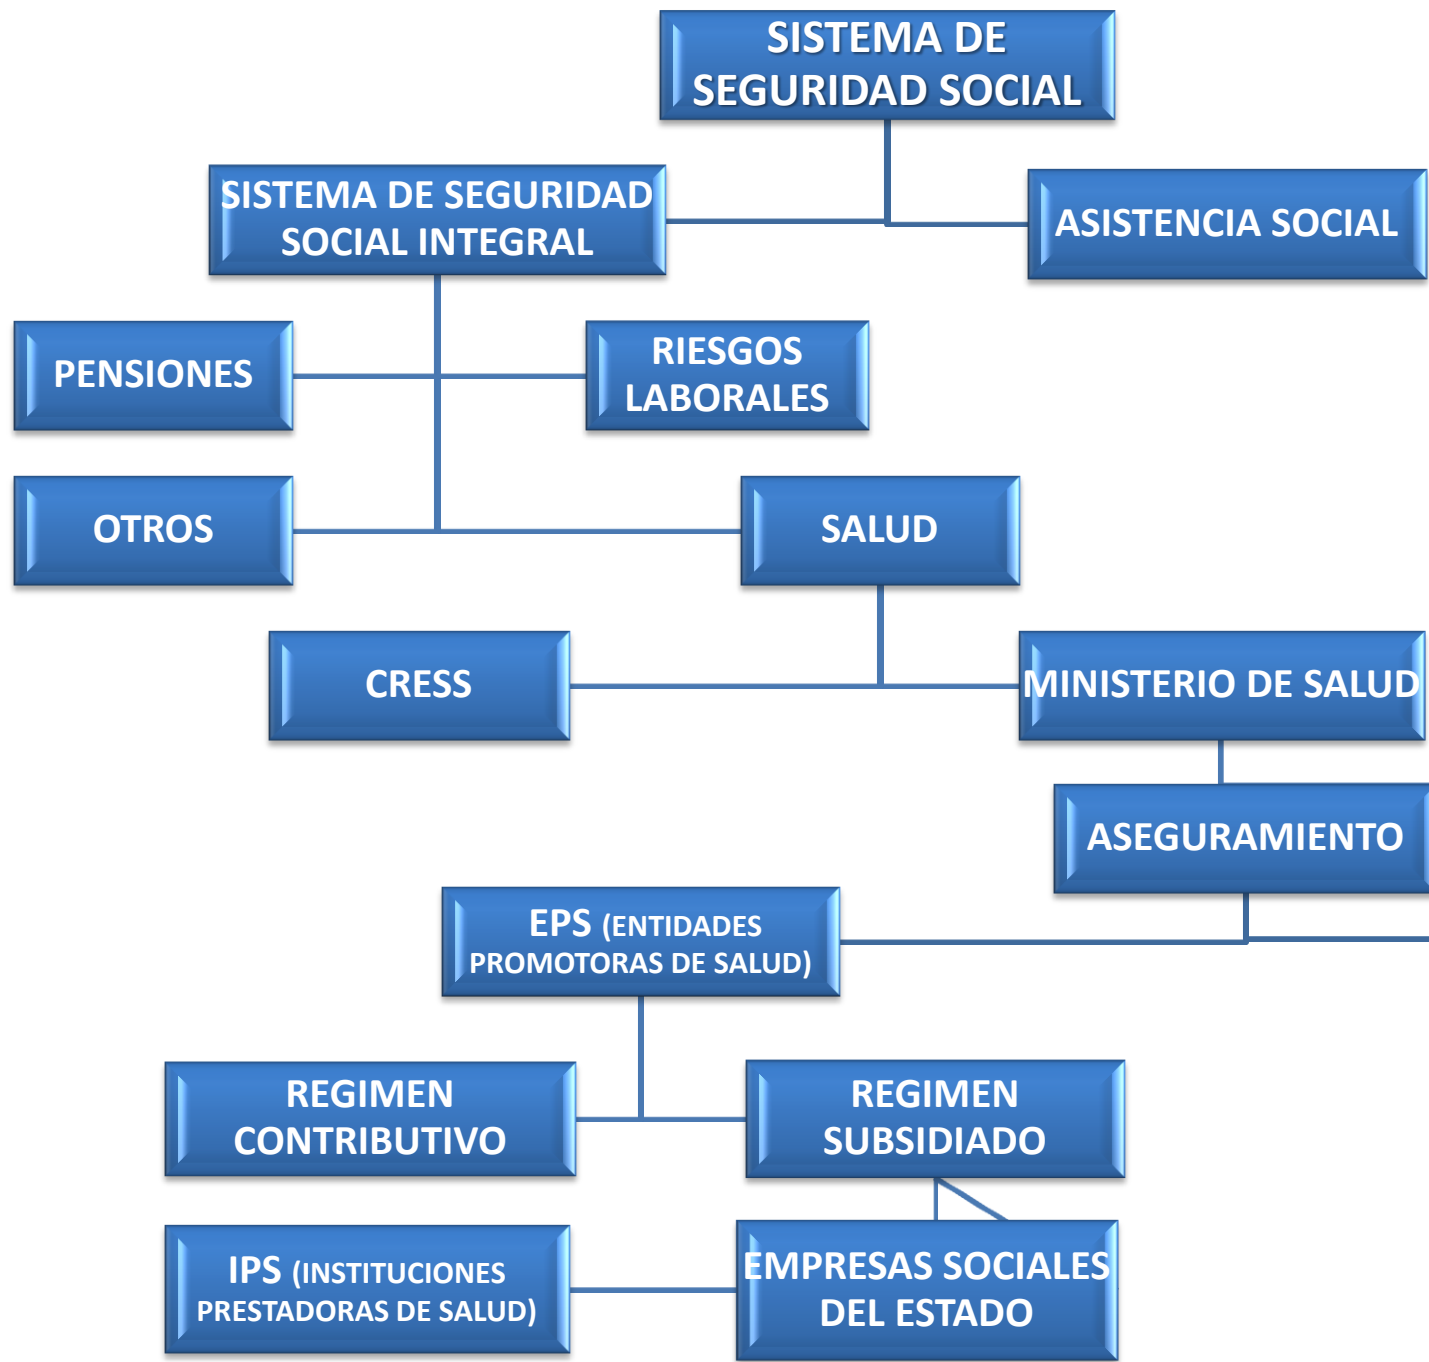 SISTEMA DE
SEGURIDAD SOCIAL
SISTEMA DE SEGURIDAD
SOCIAL INTEGRAL
ASISTENCIA SOCIAL
PENSIONES
RIESGOS
LABORALES
OTROS
SALUD
CRESS
MINISTERIO DE SALUD
ASEGURAMIENTO
EPS (ENTIDADES
PROMOTORAS DE SALUD)
REGIMEN
CONTRIBUTIVO
REGIMEN
SUBSIDIADO
IPS (INSTITUCIONES
PRESTADORAS DE SALUD)
EMPRESAS SOCIALES
DEL ESTADO